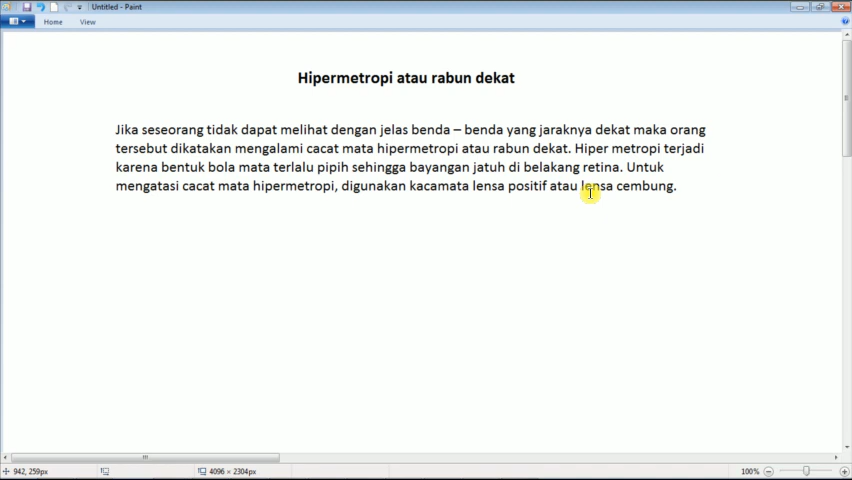 Untitled - Paint
Home View
Hipermetropi atau rabun dekat
Jika seseorang tidak dapat melihat dengan jelas benda – benda yang jaraknya dekat maka orang
tersebut dikatakan mengalami cacat mata hipermetropi atau rabun dekat. Hiper metropi terjadi
karena bentuk bola mata terlalu pipih sehingga bayangan jatuh di belakang retina. Untuk
mengatasi cacat mata hipermetropi, digunakan kacamata lensa positif atau lensa cembung.
942, 259px 4096 × 2304px 100%